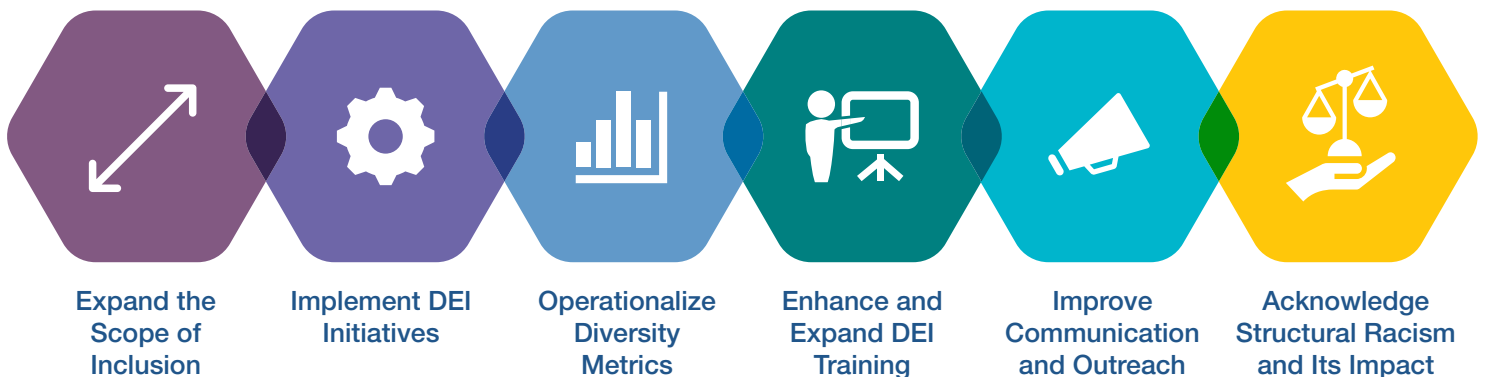 Expand the
Scope of
Inclusion
Implement DEI
Initiatives
Operationalize
Diversity
Metrics
Enhance and
Expand DEI
Training
Improve
Communication
and Outreach
Acknowledge
Structural Racism
and Its Impact